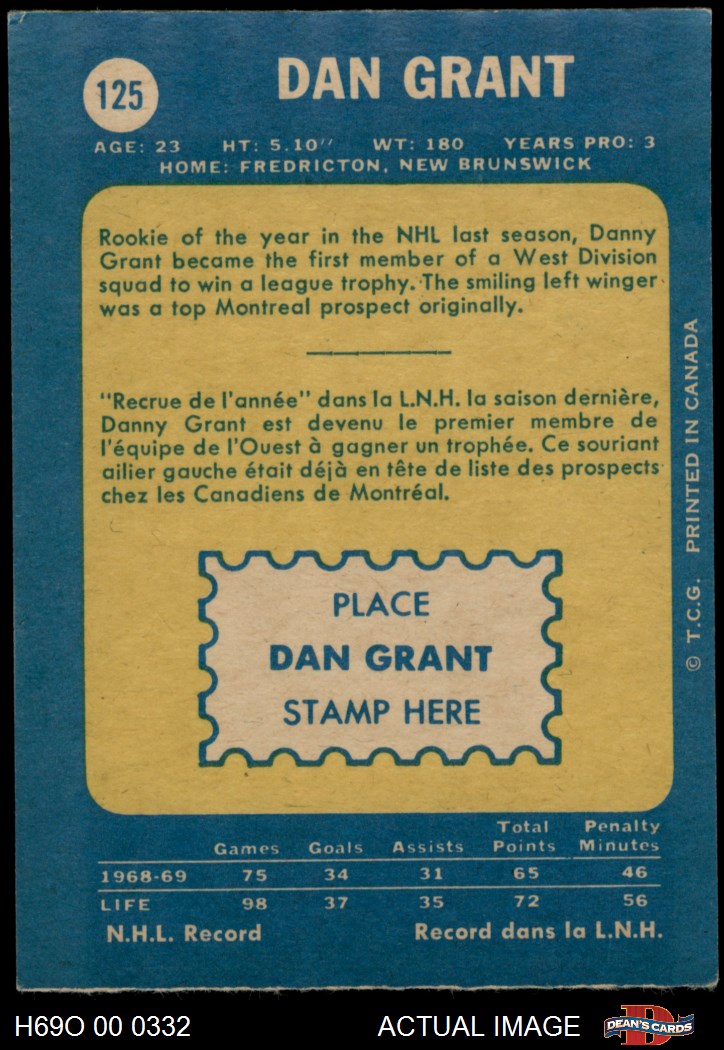 125
DAN GRANT
AGE: 23 HT: 5.10'' WT: 180 YEARS PRO: 3
HOME: FREDRICTON, NEW BRUNSWICK
Rookie of the year in the NHL last season, Danny
Grant became the first member of a West Division
squad to win a league trophy. The smiling left winger
was a top Montreal prospect originally.
"Recrue de l'année" dans la L.N.H. la saison dernière,
Danny Grant est devenu le premier membre de
l'équipe de l'Ouest à gagner un trophée. Ce souriant
ailier gauche était déjà en tête de liste des prospects
chez les Canadiens de Montréal.
PLACE
DAN GRANT
STAMP HERE
© T.C.G. PRINTED IN CANADA
Total Penalty
Games Goals Assists Points Minutes
1968-69 75 34 31 65 46
LIFE 98 37 35 72 56
N.H.L. Record Record dans la L.N.H.
H69O 00 0332 ACTUAL IMAGE D DEAN'S CARDS